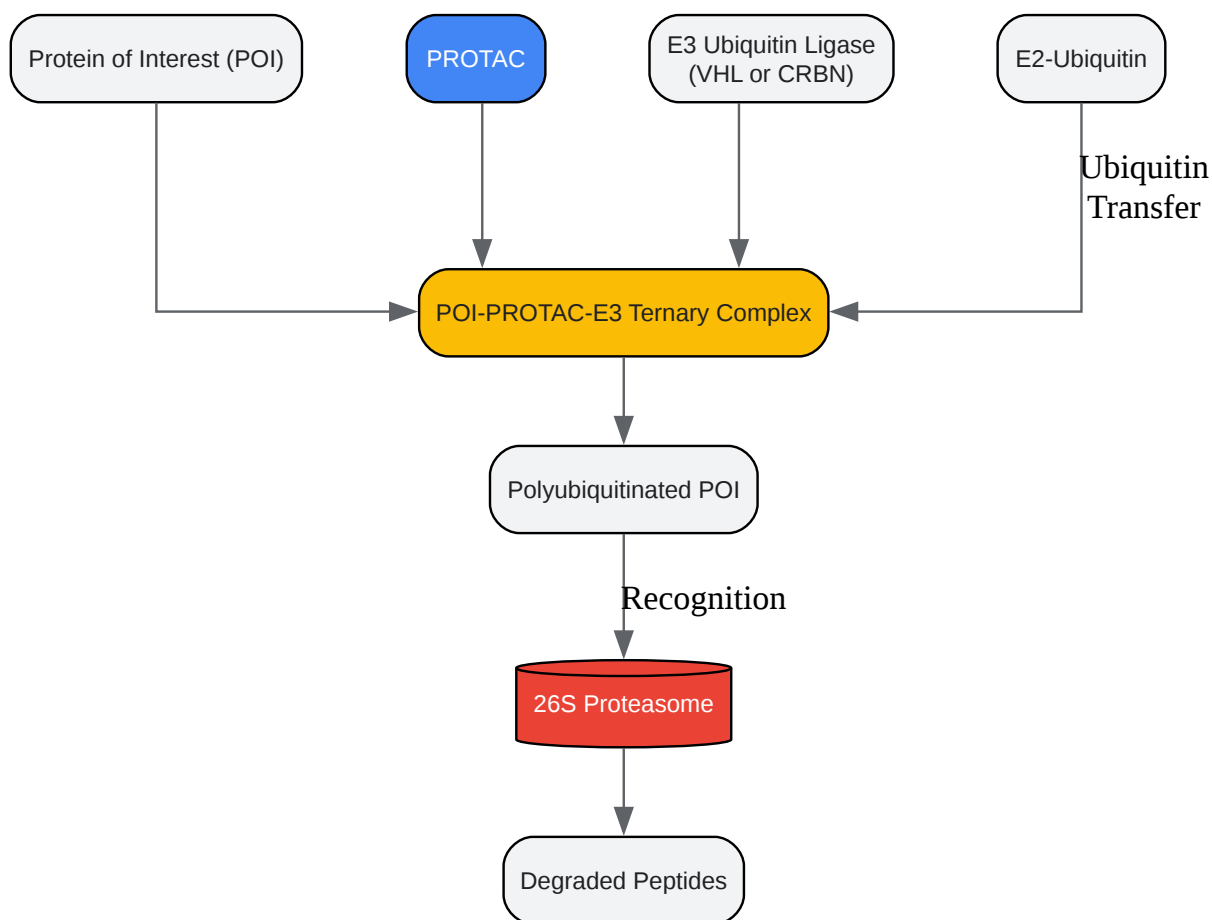 Protein of Interest (POI)
PROTAC
E3 Ubiquitin Ligase
(VHL or CRBN)
E2-Ubiquitin
Ubiquitin
Transfer
POI-PROTAC-E3 Ternary Complex
Polyubiquitinated POI
Recognition
26S Proteasome
Degraded Peptides